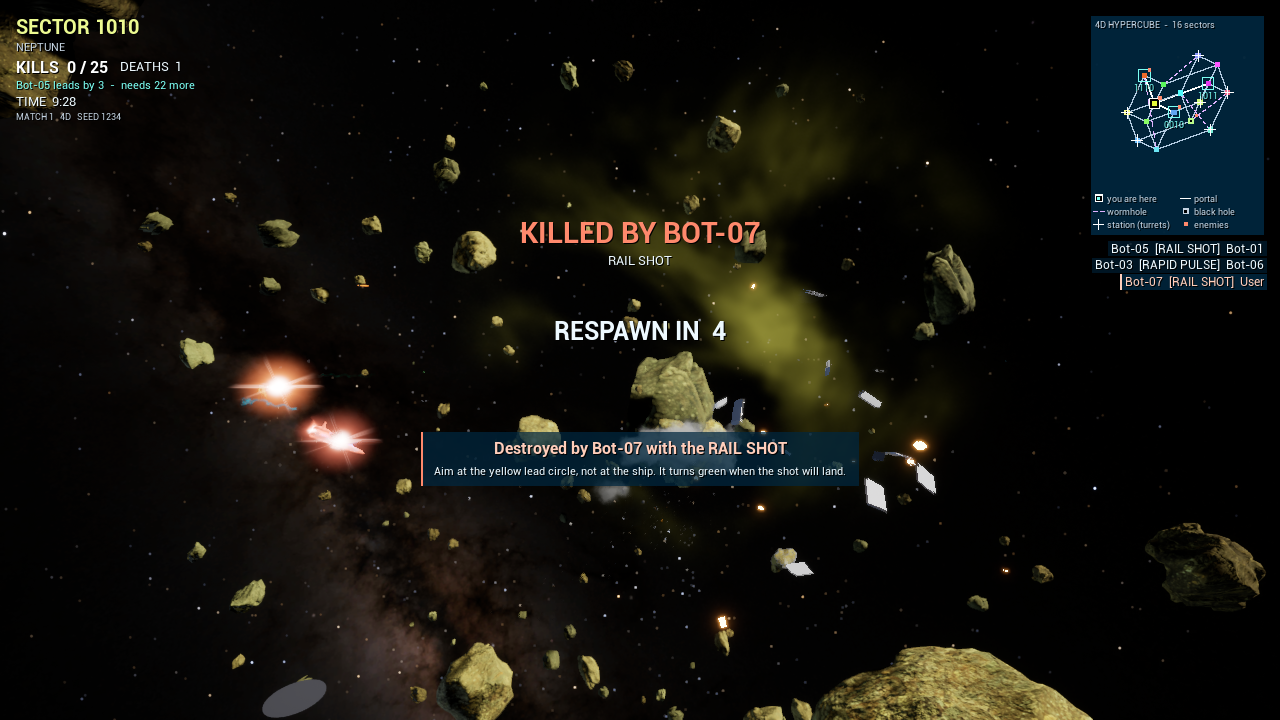 SECTOR 1010
NEPTUNE
KILLS 0 / 25 DEATHS 1
Bot-05 leads by 3 - needs 22 more
TIME 9:28
MATCH 1 4D SEED 1234
4D HYPERCUBE - 16 sectors
1011
0010
you are here
portal
wormhole
black hole
station (turrets)
enemies
Bot-05 [RAIL SHOT] Bot-01
Bot-03 [RAPID PULSE] Bot-06
Bot-07 [RAIL SHOT] User
KILLED BY BOT-07
RAIL SHOT
RESPAWN IN 4
Destroyed by Bot-07 with the RAIL SHOT
Aim at the yellow lead circle, not at the ship. It turns green when the shot will land.